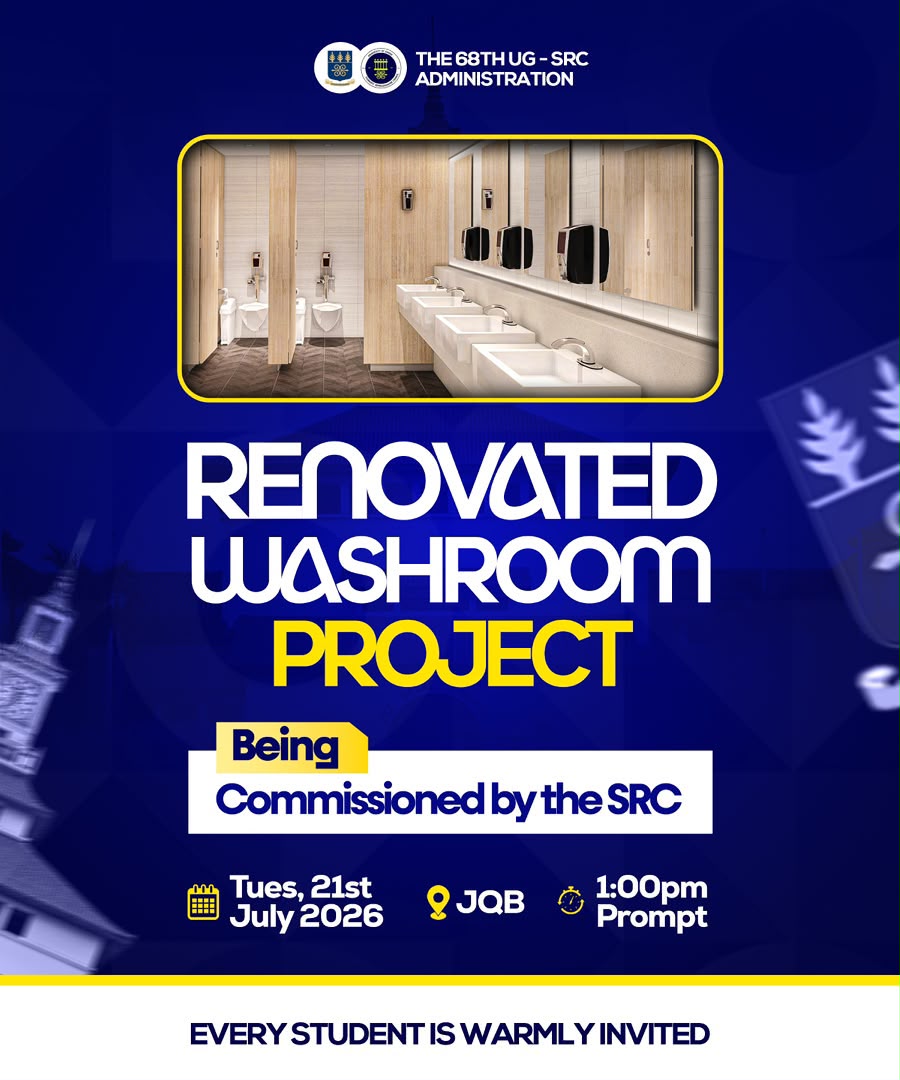 THE 68TH UG - SRC
ADMINISTRATION
RENOVATED
WASHROOM
PROJECT
Being
Commissioned by the SRC
Tues, 21st
July 2026
JQB
1:00pm
Prompt
EVERY STUDENT IS WARMLY INVITED